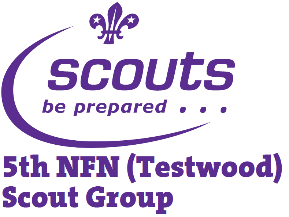 scouts
be prepared . . .
5th NFN (Testwood)
Scout Group